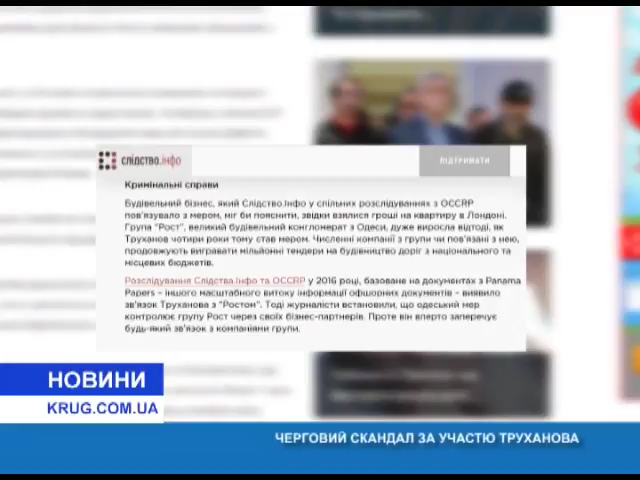 слідство.інфо
ПІДТРИМАТИ
Кримінальні справи
Будівельний бізнес, який Слідство.Інфо у спільних розслідуваннях з OCCRP
пов'язувало з мером, міг би пояснити, звідки взялися гроші на квартиру в Лондоні.
Група "Рост", великий будівельний конгломерат з Одеси, дуже виросла відтоді, як
Труханов чотири роки тому став мером. Численні компанії з групи чи пов'язані з нею,
продовжують вигравати мільйонні тендери на будівництво доріг з національного та
місцевих бюджетів.
Розслідування Слідства.Інфо та OCCRP у 2016 році, базоване на документах з Panama
Papers – іншого масштабного витоку інформації офшорних документів – виявило
зв'язок Труханова з "Ростом". Тоді журналісти встановили, що одеський мер
контролює групу Рост через своїх бізнес-партнерів. Проте він вперто заперечує
будь-який зв'язок з компаніями групи.
НОВИНИ
KRUG.COM.UA
ЧЕРГОВИЙ СКАНДАЛ ЗА УЧАСТЮ ТРУХАНОВА